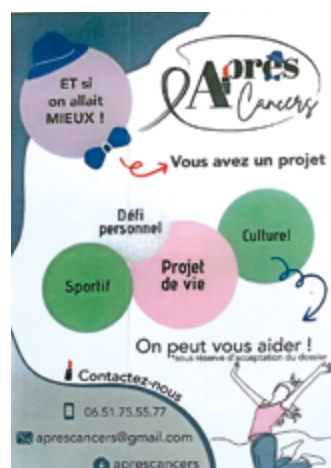 ET si
on allait
MIEUX !
Après
Cancers
Vous avez un projet ?
Défi
personnel
Culturel
Sportif
Projet
de vie
On peut vous aider !
*sous réserve d'acceptation du dossier
Contactez-nous
06.51.75.55.77
aprescancers@gmail.com
aprescancers